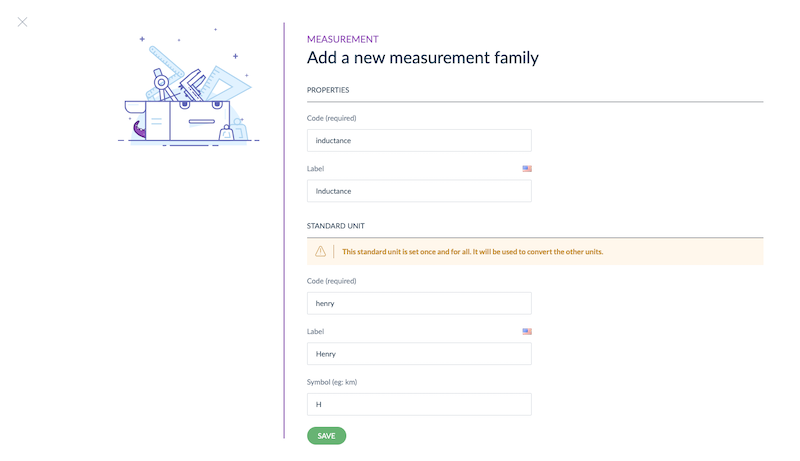 MEASUREMENT
Add a new measurement family
PROPERTIES
Code (required)
inductance
Label
Inductance
STANDARD UNIT
This standard unit is set once and for all. It will be used to convert the other units.
Code (required)
henry
Label
Henry
Symbol (eg: km)
H
SAVE